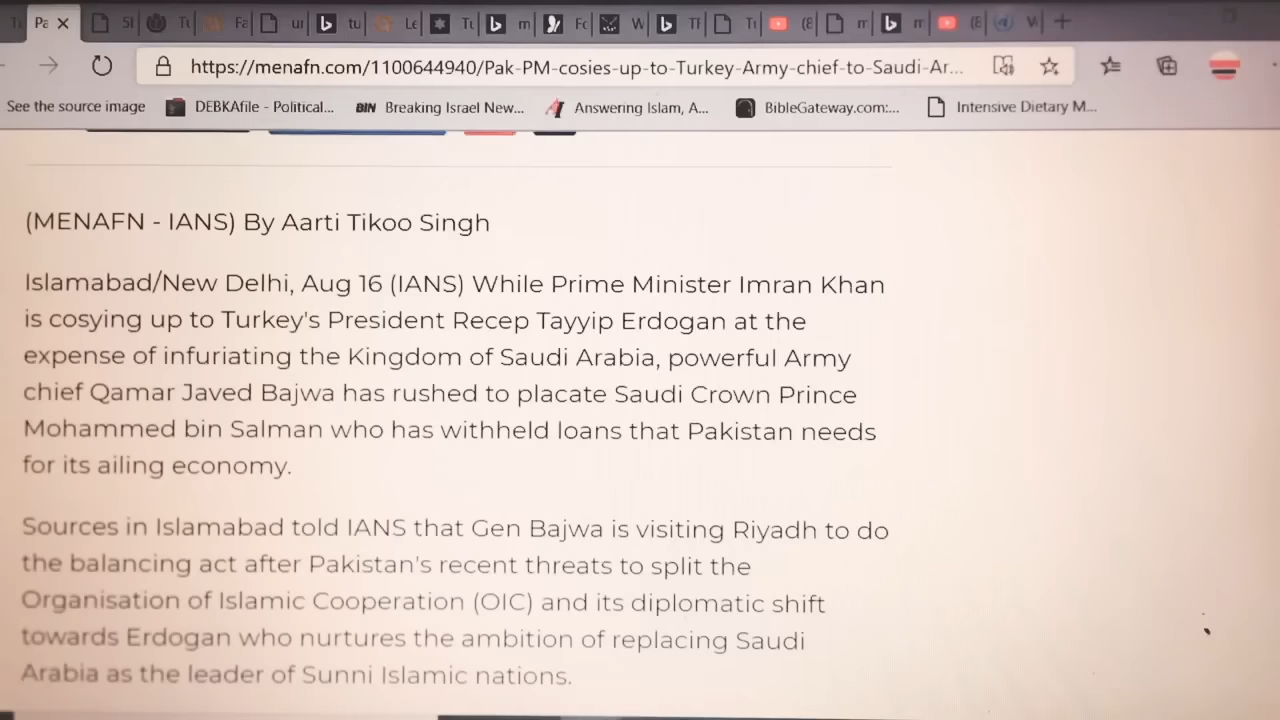 Pa
https://menafn.com/1100644940/Pak-PM-cosies-up-to-Turkey-Army-chief-to-Saudi-Ar...
See the source image DEBKAfile - Political... BIN Breaking Israel New... Answering Islam, A... BibleGateway.com:... Intensive Dietary M...
(MENAFN - IANS) By Aarti Tikoo Singh
Islamabad/New Delhi, Aug 16 (IANS) While Prime Minister Imran Khan
is cosying up to Turkey's President Recep Tayyip Erdogan at the
expense of infuriating the Kingdom of Saudi Arabia, powerful Army
chief Qamar Javed Bajwa has rushed to placate Saudi Crown Prince
Mohammed bin Salman who has withheld loans that Pakistan needs
for its ailing economy.
Sources in Islamabad told IANS that Gen Bajwa is visiting Riyadh to do
the balancing act after Pakistan's recent threats to split the
Organisation of Islamic Cooperation (OIC) and its diplomatic shift
towards Erdogan who nurtures the ambition of replacing Saudi
Arabia as the leader of Sunni Islamic nations.